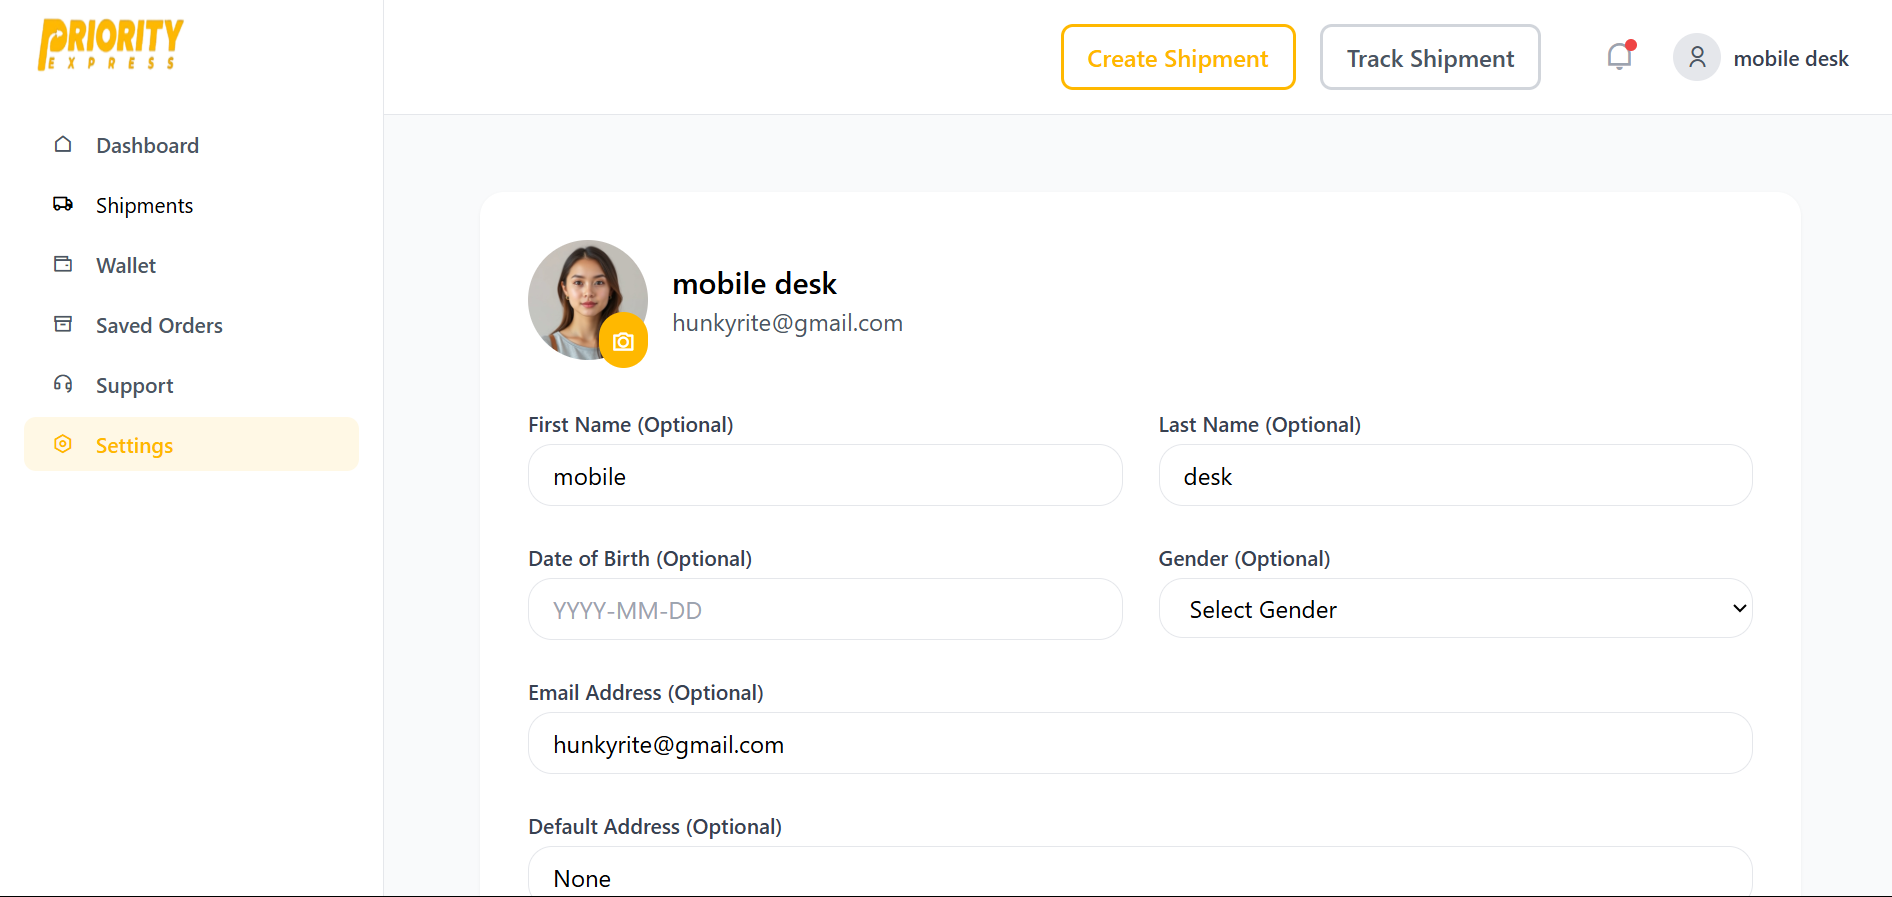 PRIORITY
EXPRESS
Create Shipment
Track Shipment
mobile desk
Dashboard
Shipments
Wallet
Saved Orders
Support
Settings
mobile desk
hunkyrite@gmail.com
First Name (Optional)
Last Name (Optional)
mobile
desk
Date of Birth (Optional)
Gender (Optional)
YYYY-MM-DD
Select Gender
Email Address (Optional)
hunkyrite@gmail.com
Default Address (Optional)
None